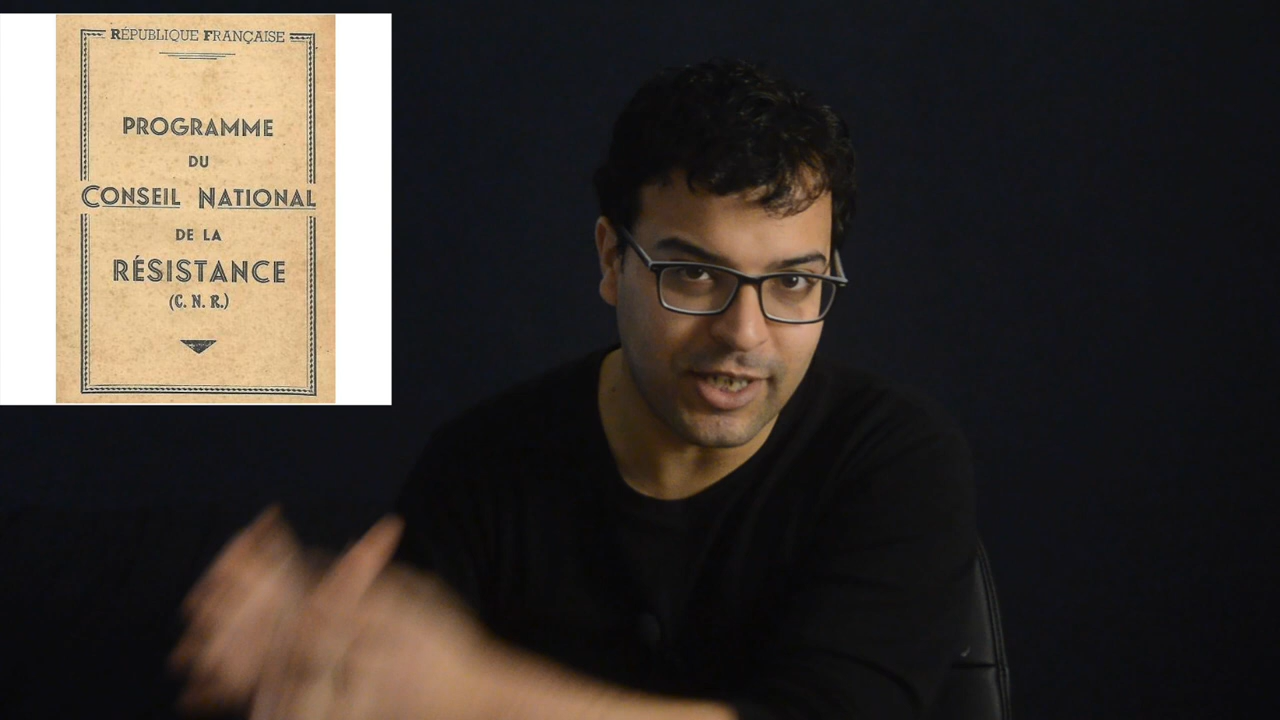 RÉPUBLIQUE FRANÇAISE
PROGRAMME
DU
CONSEIL NATIONAL
DE LA
RÉSISTANCE
(C. N. R.)